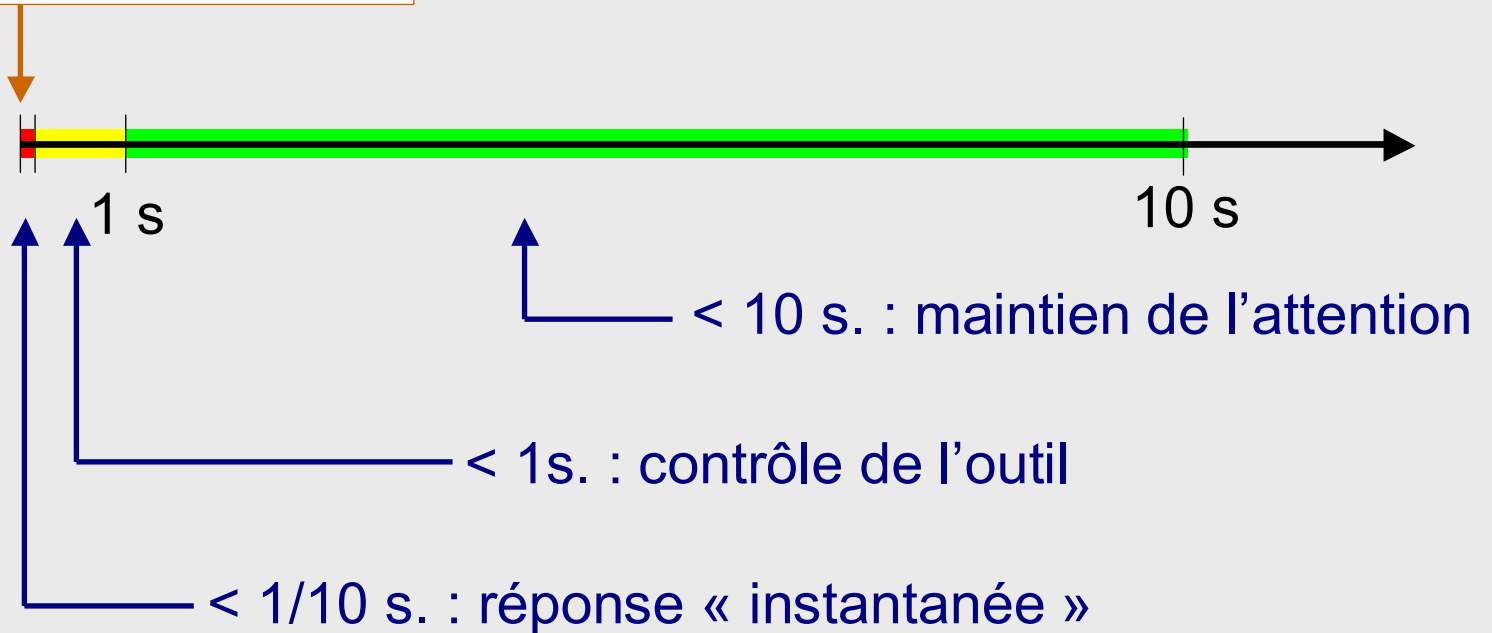 1 s
10 s
< 10 s. : maintien de l’attention
< 1s. : contrôle de l’outil
< 1/10 s. : réponse « instantanée »